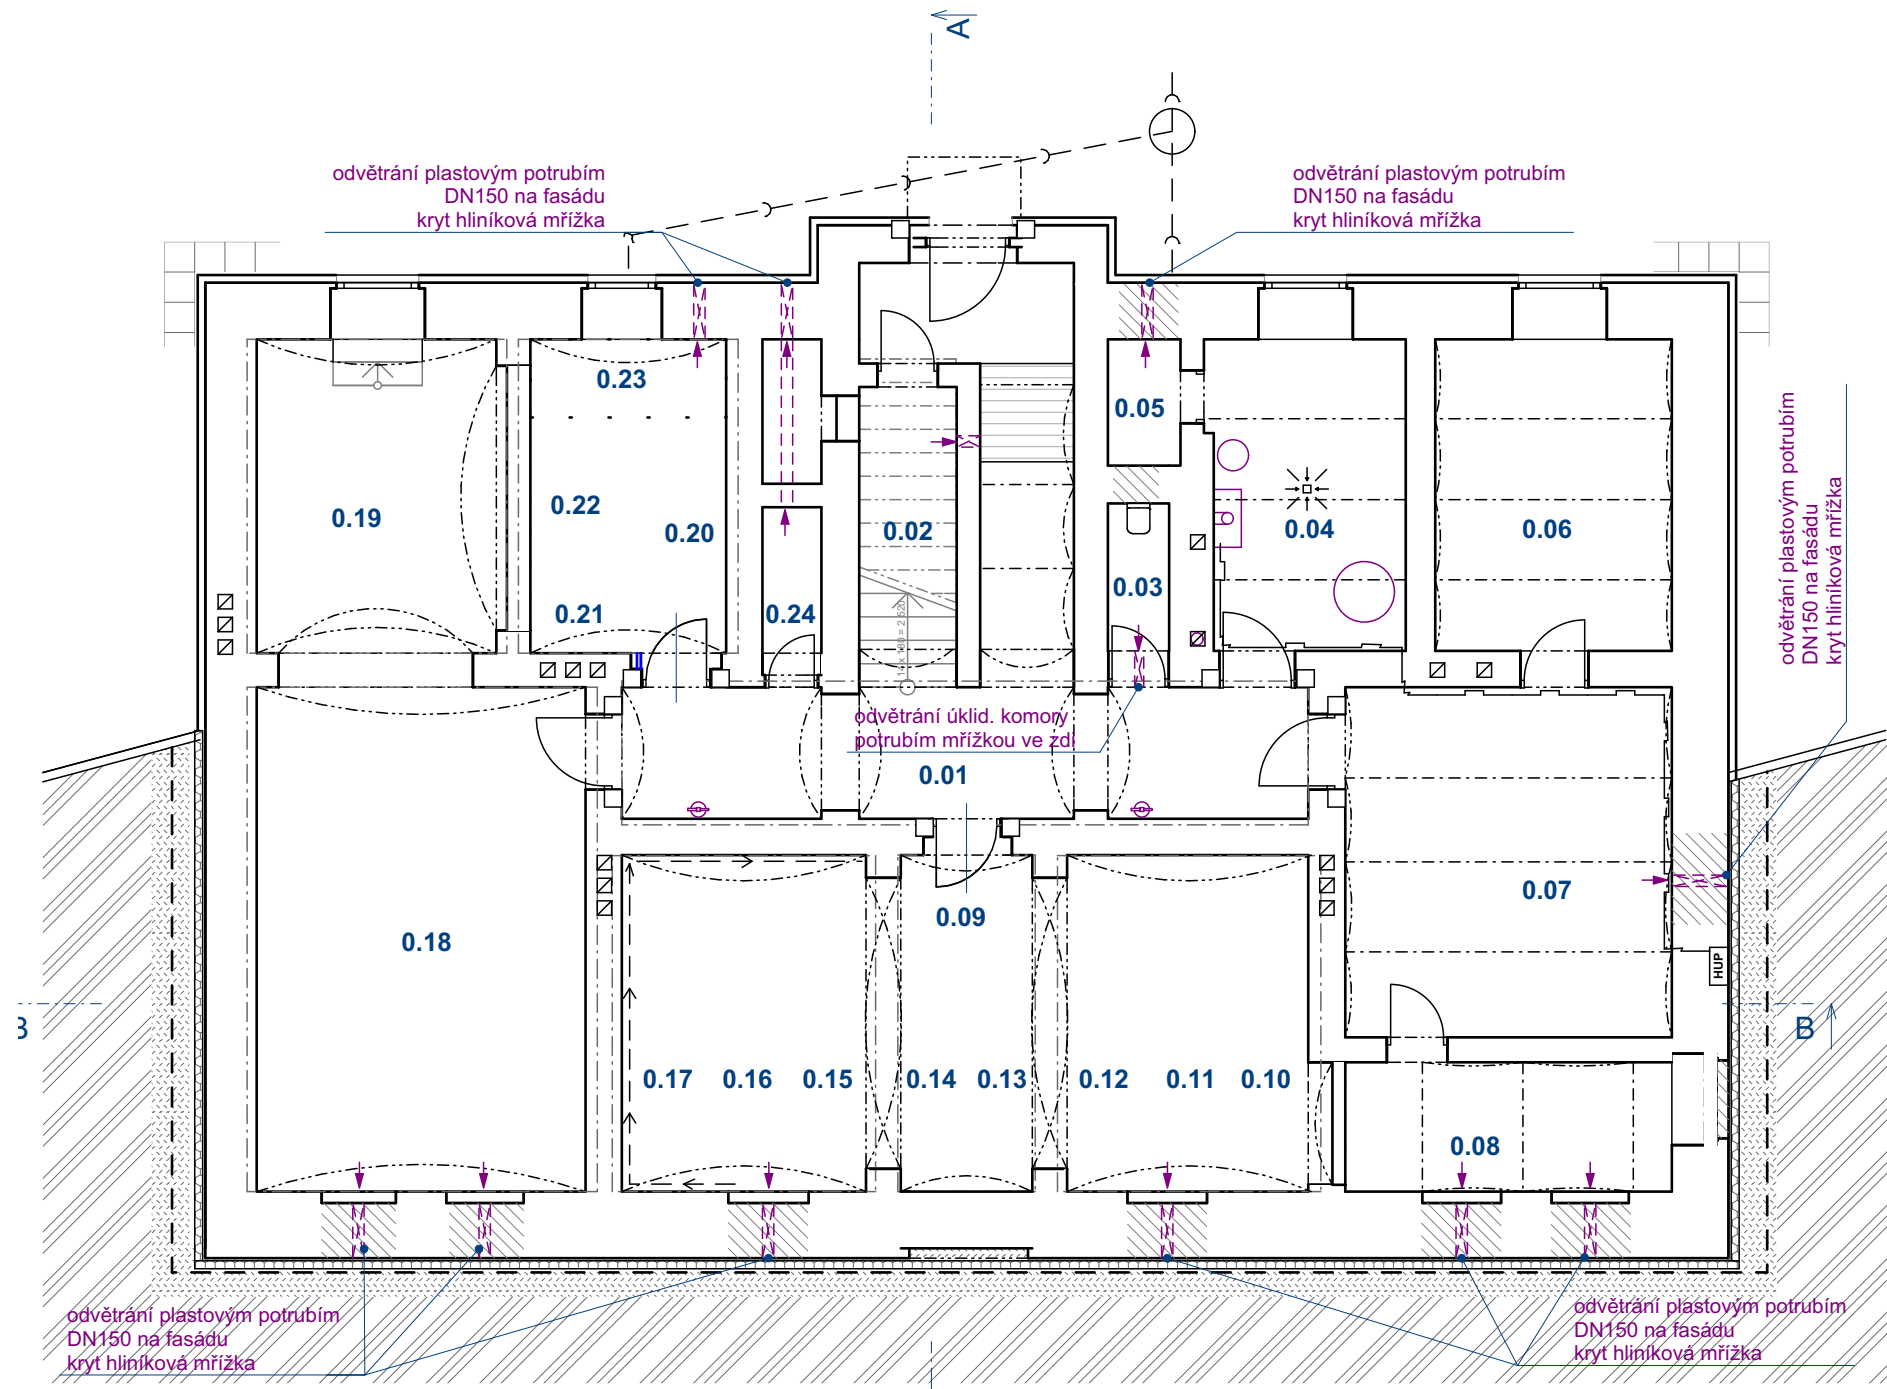 A
odvětrání plastovým potrubím
DN150 na fasádu
kryt hliníková mřížka
odvětrání plastovým potrubím
DN150 na fasádu
kryt hliníková mřížka
odvětrání plastovým potrubím
DN150 na fasádu
kryt hliníková mřížka
0.23
0.05
0.19
0.22
0.20
0.02
0.04
0.06
0.21
0.24
0.03
odvětrání úklid. komory
potrubím mřížkou ve zdi
0.01
0.07
0.09
0.18
HUP
B
B
0.17
0.16
0.15
0.14
0.13
0.12
0.11
0.10
0.08
odvětrání plastovým potrubím
DN150 na fasádu
kryt hliníková mřížka
odvětrání plastovým potrubím
DN150 na fasádu
kryt hliníková mřížka